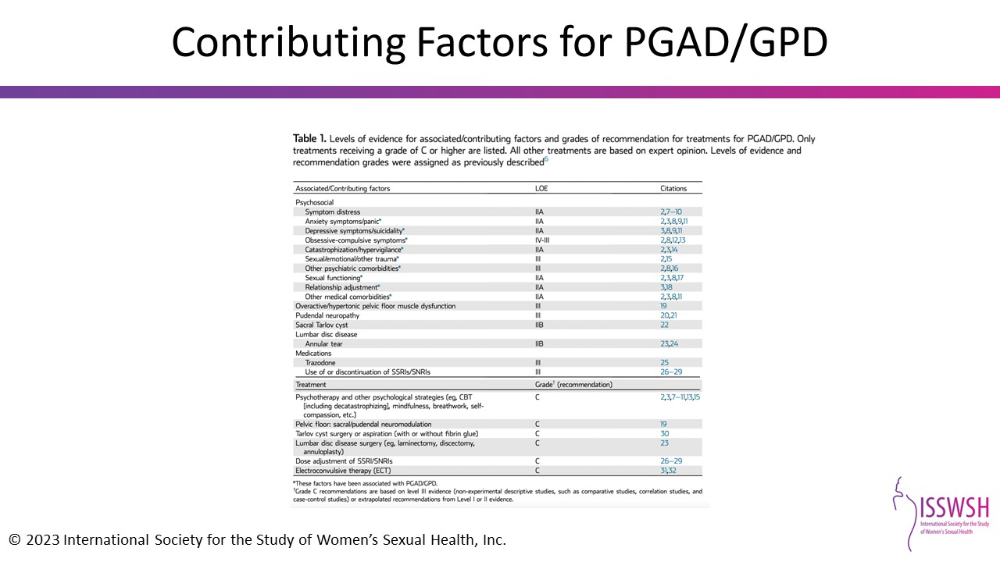 Contributing Factors for PGAD/GPD
Table 1. Levels of evidence for associated/contributing factors and grades of recommendation for treatments for PGAD/GPD. Only
treatments receiving a grade of C or higher are listed. All other treatments are based on expert opinion. Levels of evidence and
recommendation grades were assigned as previously described6
Associated/Contributing factors LOE Citations
Psychosocial
Symptom distress IIA 2,7–10
Anxiety symptoms/panic* IIA 2,3,8,9,11
Depressive symptoms/suicidality* IIA 3,8,9,11
Obsessive-compulsive symptoms* IV-III 2,8,12,13
Catastrophization/hypervigilance* IIA 2,3,14
Sexual/emotional/other trauma* III 2,15
Other psychiatric comorbidities* III 2,8,16
Sexual functioning* IIA 2,3,8,17
Relationship adjustment* IIA 3,18
Other medical comorbidities* IIA 2,3,8,11
Overactive/hypertonic pelvic floor muscle dysfunction III 19
Pudendal neuropathy III 20,21
Sacral Tarlov cyst IIB 22
Lumbar disc disease
Annular tear IIB 23,24
Medications
Trazodone III 25
Use of or discontinuation of SSRIs/SNRIs III 26–29
Treatment Grade† (recommendation)
Psychotherapy and other psychological strategies (eg, CBT C 2,3,7–11,13,15
[including decatastrophizing], mindfulness, breathwork, self-
compassion, etc.)
Pelvic floor: sacral/pudendal neuromodulation C 19
Tarlov cyst surgery or aspiration (with or without fibrin glue) C 30
Lumbar disc disease surgery (eg, laminectomy, discectomy, C 23
annuloplasty)
Dose adjustment of SSRI/SNRIs C 26–29
Electroconvulsive therapy (ECT) C 31,32
*These factors have been associated with PGAD/GPD.
†Grade C recommendations are based on level III evidence (non-experimental descriptive studies, such as comparative studies, correlation studies, and
case-control studies) or extrapolated recommendations from Level I or II evidence.
ISSWSH
International Society for the Study
of Women's Sexual Health
© 2023 International Society for the Study of Women's Sexual Health, Inc.